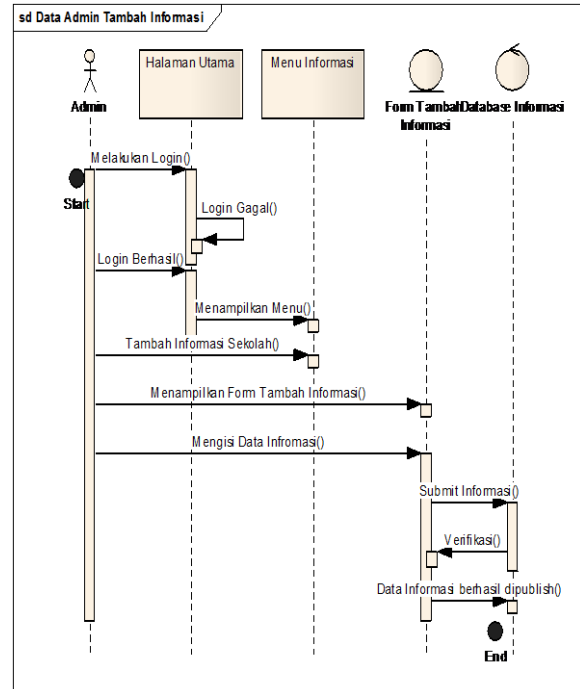 sd Data Admin Tambah Informasi
Admin
Halaman Utama
Menu Informasi
Form Tambah
Informasi
Database Informasi
Melakukan Login()
Start
Login Gagal()
Login Berhasil()
Menampilkan Menu()
Tambah Informasi Sekolah()
Menampilkan Form Tambah Informasi()
Mengisi Data Infromasi()
Submit Informasi()
Verifikasi()
Data Informasi berhasil dipublish()
End